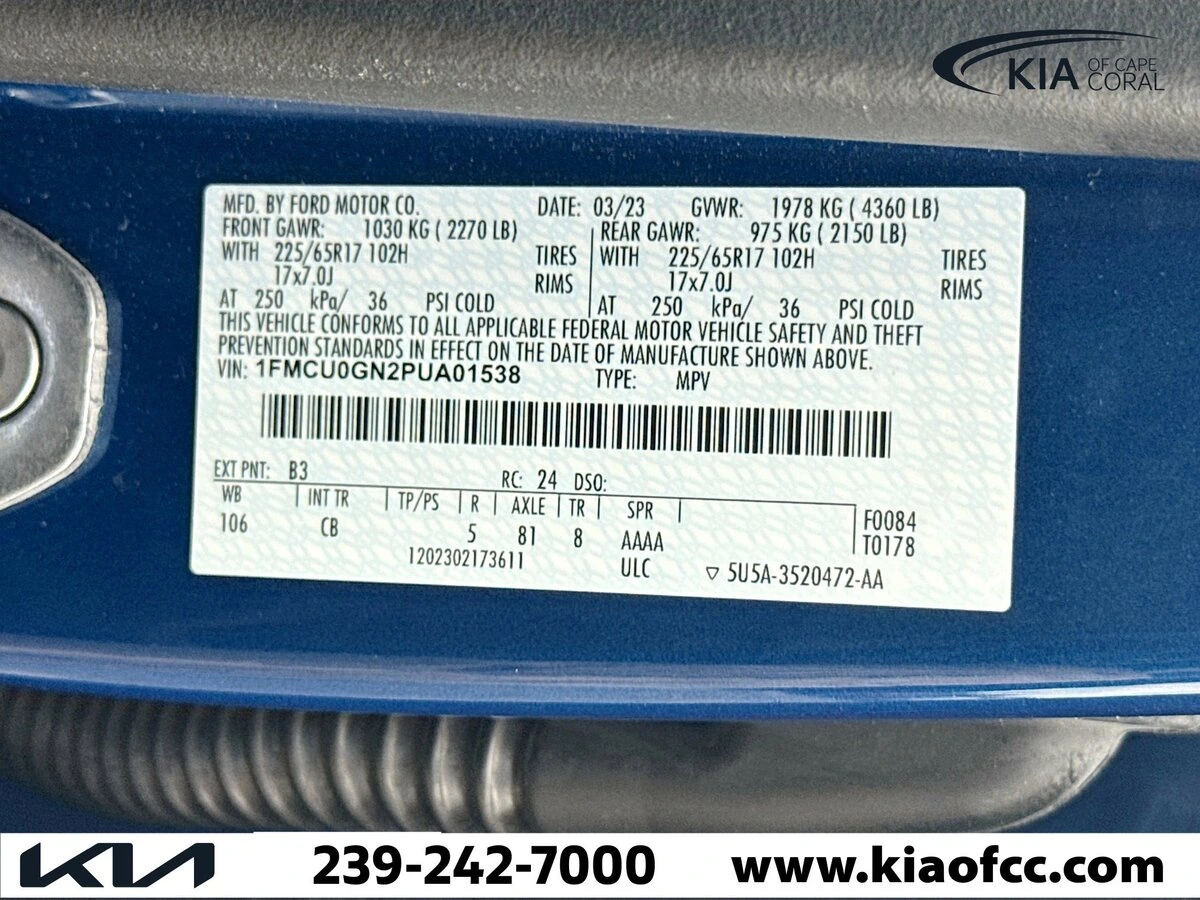 KIA OF CAPE CORAL
MFD. BY FORD MOTOR CO. DATE: 03/23 GVWR: 1978 KG ( 4360 LB)
FRONT GAWR: 1030 KG ( 2270 LB) REAR GAWR: 975 KG ( 2150 LB)
WITH 225/65R17 102H TIRES WITH 225/65R17 102H TIRES
17x7.0J RIMS 17x7.0J RIMS
AT 250 kPa/ 36 PSI COLD AT 250 kPa/ 36 PSI COLD
THIS VEHICLE CONFORMS TO ALL APPLICABLE FEDERAL MOTOR VEHICLE SAFETY AND THEFT
PREVENTION STANDARDS IN EFFECT ON THE DATE OF MANUFACTURE SHOWN ABOVE.
VIN: 1FMCU0GN2PUA01538 TYPE: MPV
EXT PNT: B3 RC: 24 DSO:
WB INT TR TP/PS R AXLE TR SPR F0084
106 CB 5 81 8 AAAA T0178
1202302173611 ULC ▽ 5U5A-3520472-AA
KIA 239-242-7000 www.kiaofcc.com